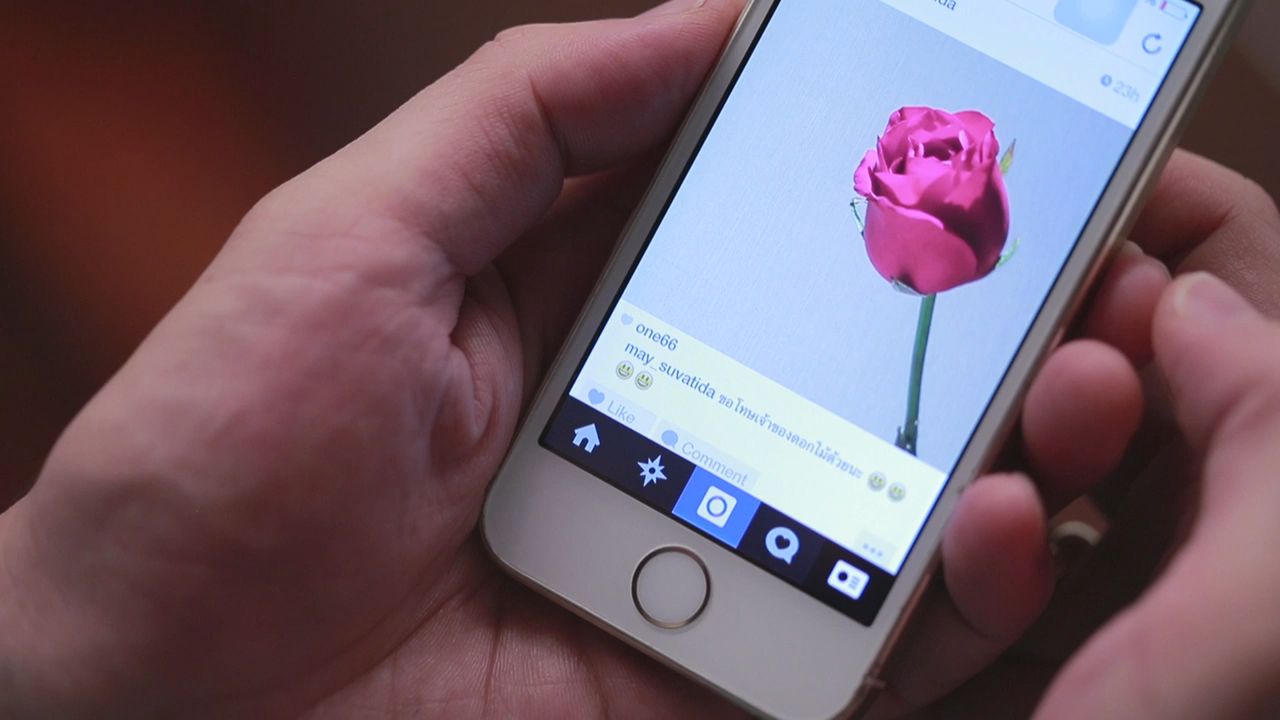 ida
23h
one66
may_suvatida ขอโทษเจ้าของดอกไม้ด้วยนะ 😃😃
😃😃
Like
Comment